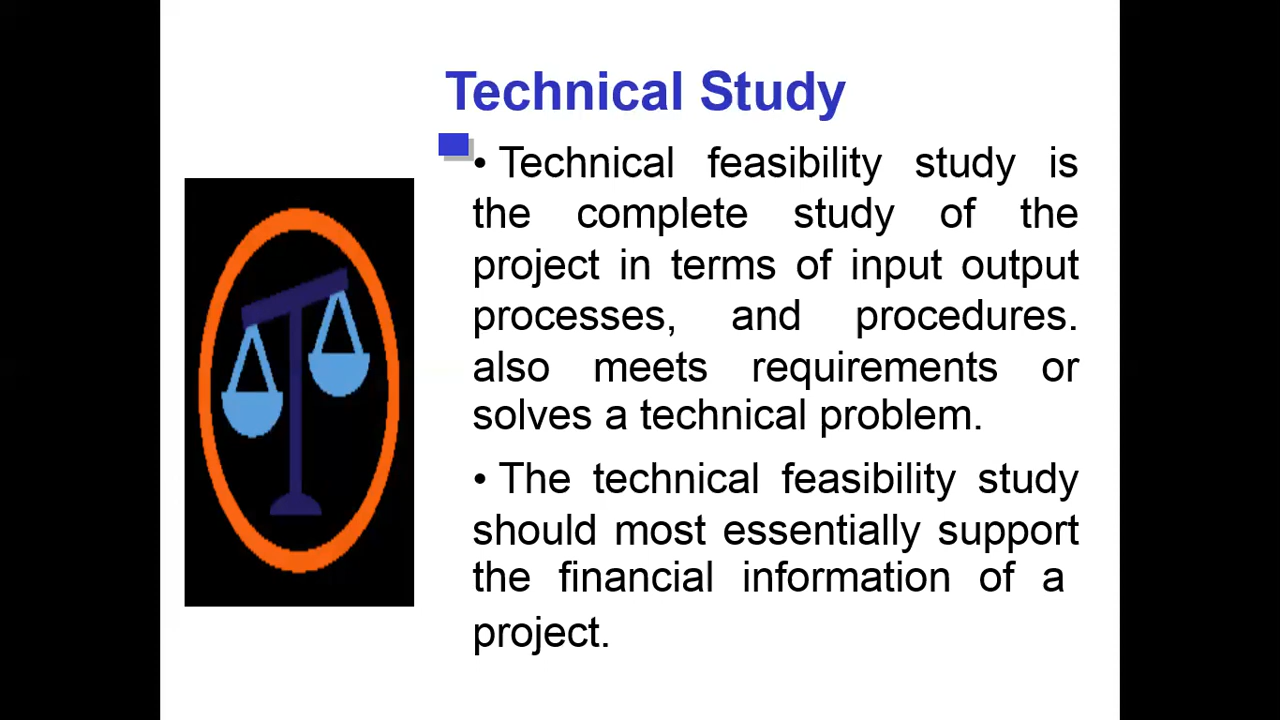 Technical Study
• Technical feasibility study is
the complete study of the
project in terms of input output
processes, and procedures.
also meets requirements or
solves a technical problem.
• The technical feasibility study
should most essentially support
the financial information of a
project.